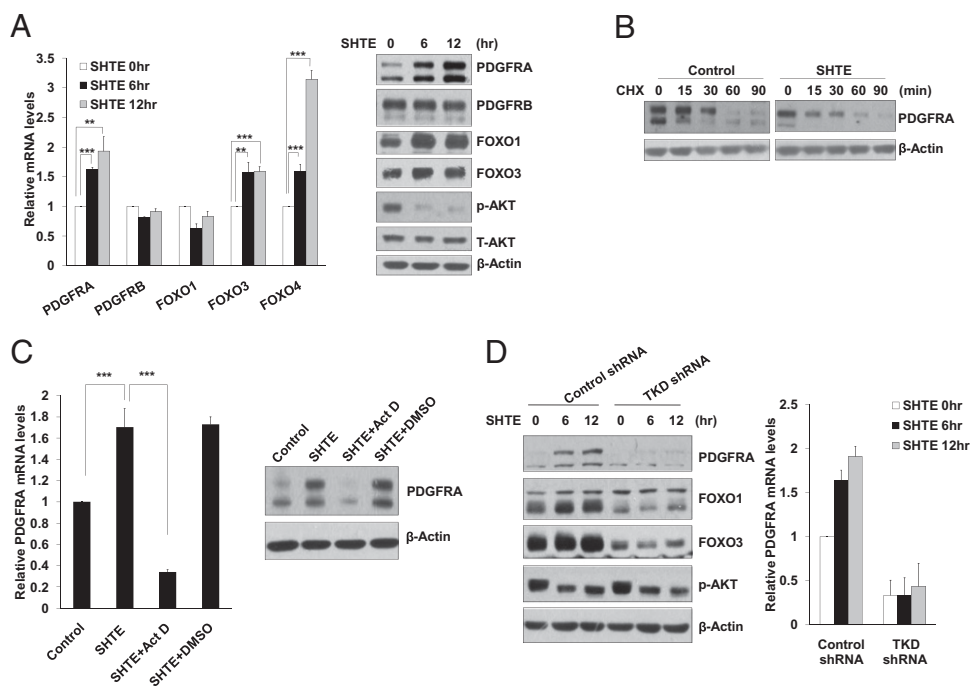 A
Relative mRNA levels
3.5
3
2.5
2
1.5
1
0.5
0
SHTE 0hr
SHTE 6hr
SHTE 12hr
***
**
***
***
**
***
***
PDGFRA
PDGFRB
FOXO1
FOXO3
FOXO4
SHTE 0 6 12 (hr)
PDGFRA
PDGFRB
FOXO1
FOXO3
p-AKT
T-AKT
β-Actin
B
Control SHTE
CHX 0 15 30 60 90 0 15 30 60 90 (min)
PDGFRA
β-Actin
C
Relative PDGFRA mRNA levels
2
1.8
1.6
1.4
1.2
1
0.8
0.6
0.4
0.2
0
*** ***
Control
SHTE
SHTE+Act D
SHTE+DMSO
Control
SHTE
SHTE+Act D
SHTE+DMSO
PDGFRA
β-Actin
D
Control shRNA
TKD shRNA
SHTE 0 6 12 0 6 12 (hr)
PDGFRA
FOXO1
FOXO3
p-AKT
β-Actin
Relative PDGFRA mRNA levels
2.5
2
1.5
1
0.5
0
SHTE 0hr
SHTE 6hr
SHTE 12hr
Control
shRNA
TKD
shRNA